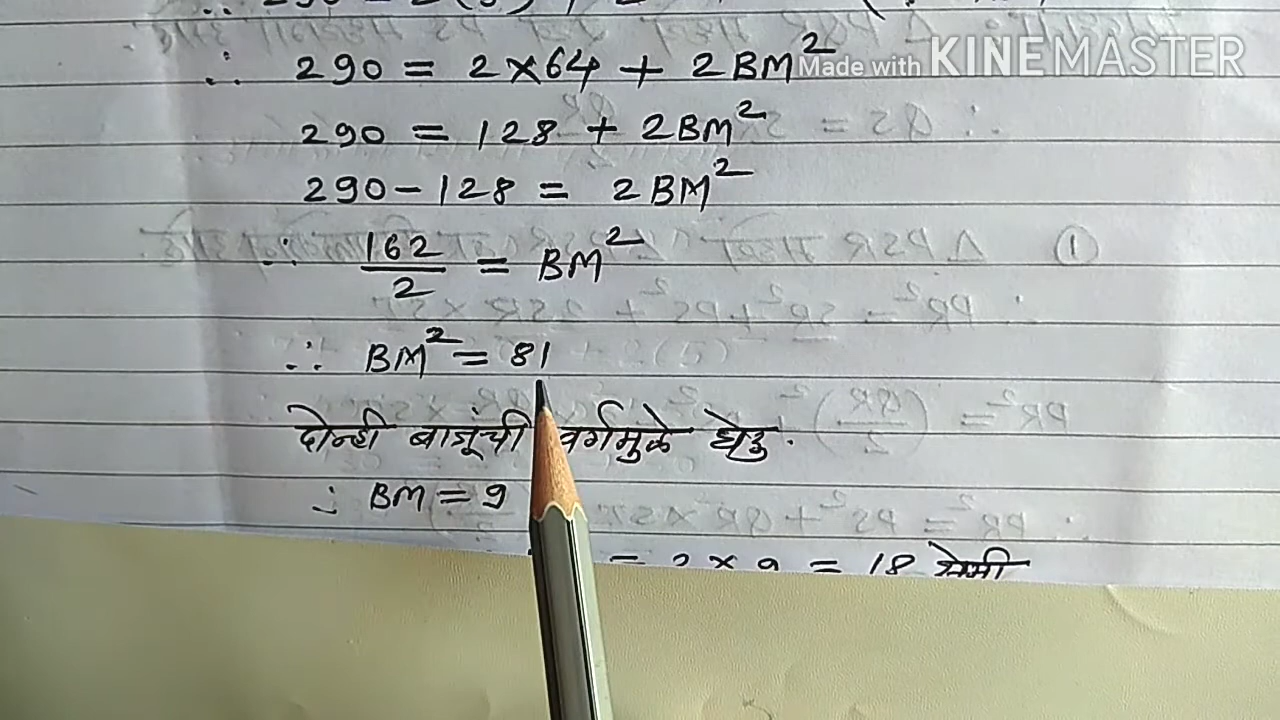 ∴ 290 = 2×64 + 2BM²
Made with KINEMASTER
290 = 128 + 2BM²
290 - 128 = 2BM²
∴ 162/2 = BM²
∴ BM² = 81
दोन्ही बाजूंची वर्गमुळे घेऊ.
∴ BM = 9
= 2 × 9 = 18 सेमी